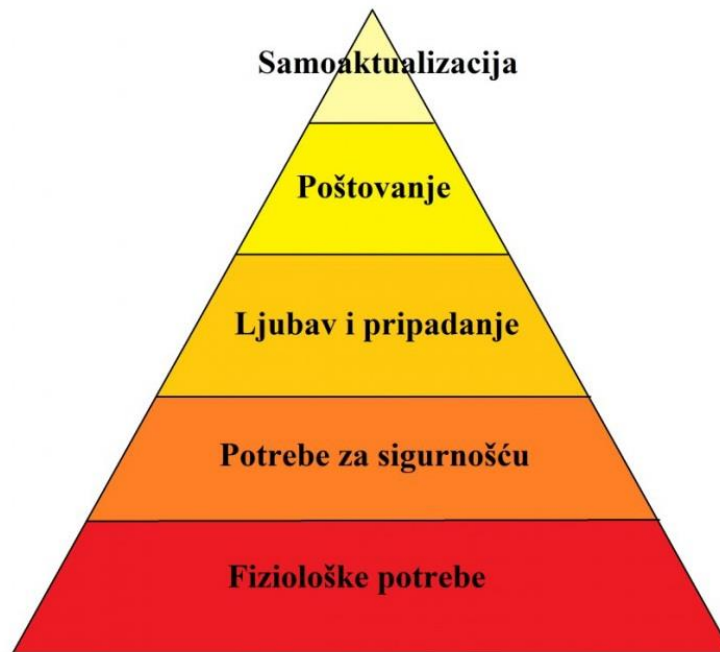 Samoaktualizacija
Poštovanje
Ljubav i pripadanje
Potrebe za sigurnošću
Fiziološke potrebe